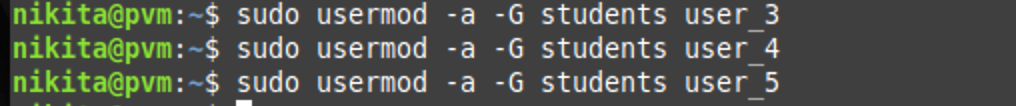 nikita@pvm:~$ sudo usermod -a -G students user_3
nikita@pvm:~$ sudo usermod -a -G students user_4
nikita@pvm:~$ sudo usermod -a -G students user_5